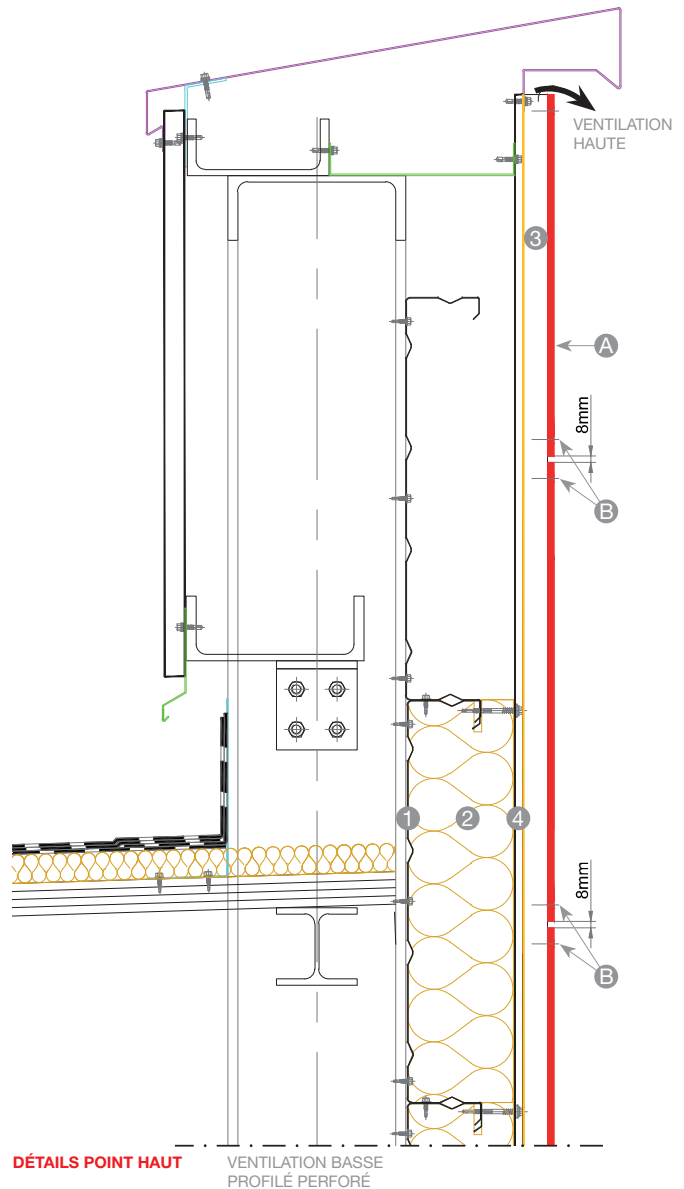 VENTILATION
HAUTE
3
A
8mm
B
1
2
4
8mm
B
DÉTAILS POINT HAUT
VENTILATION BASSE
PROFILÉ PERFORÉ